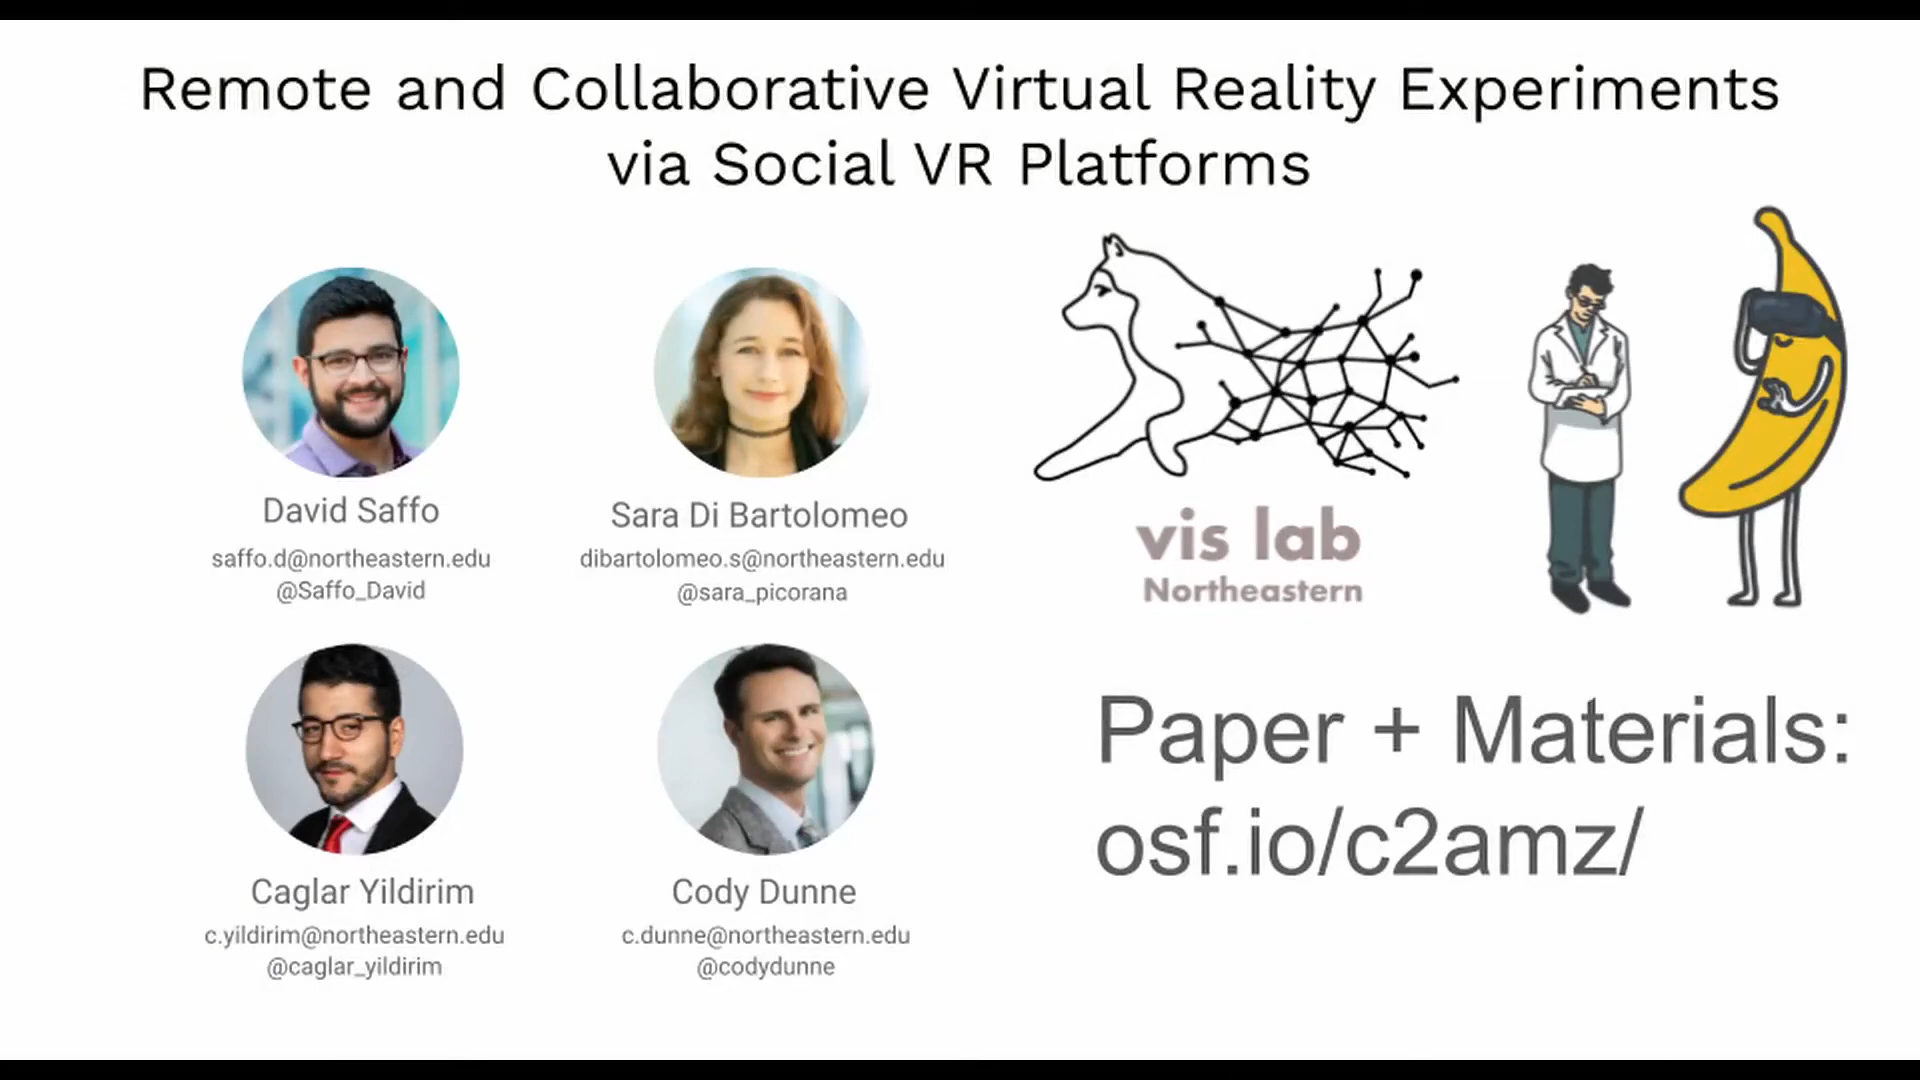 Remote and Collaborative Virtual Reality Experiments
via Social VR Platforms
David Saffo
saffo.d@northeastern.edu
@Saffo_David
Sara Di Bartolomeo
dibartolomeo.s@northeastern.edu
@sara_picorana
Caglar Yildirim
c.yildirim@northeastern.edu
@caglar_yildirim
Cody Dunne
c.dunne@northeastern.edu
@codydunne
vis lab
Northeastern
Paper + Materials:
osf.io/c2amz/